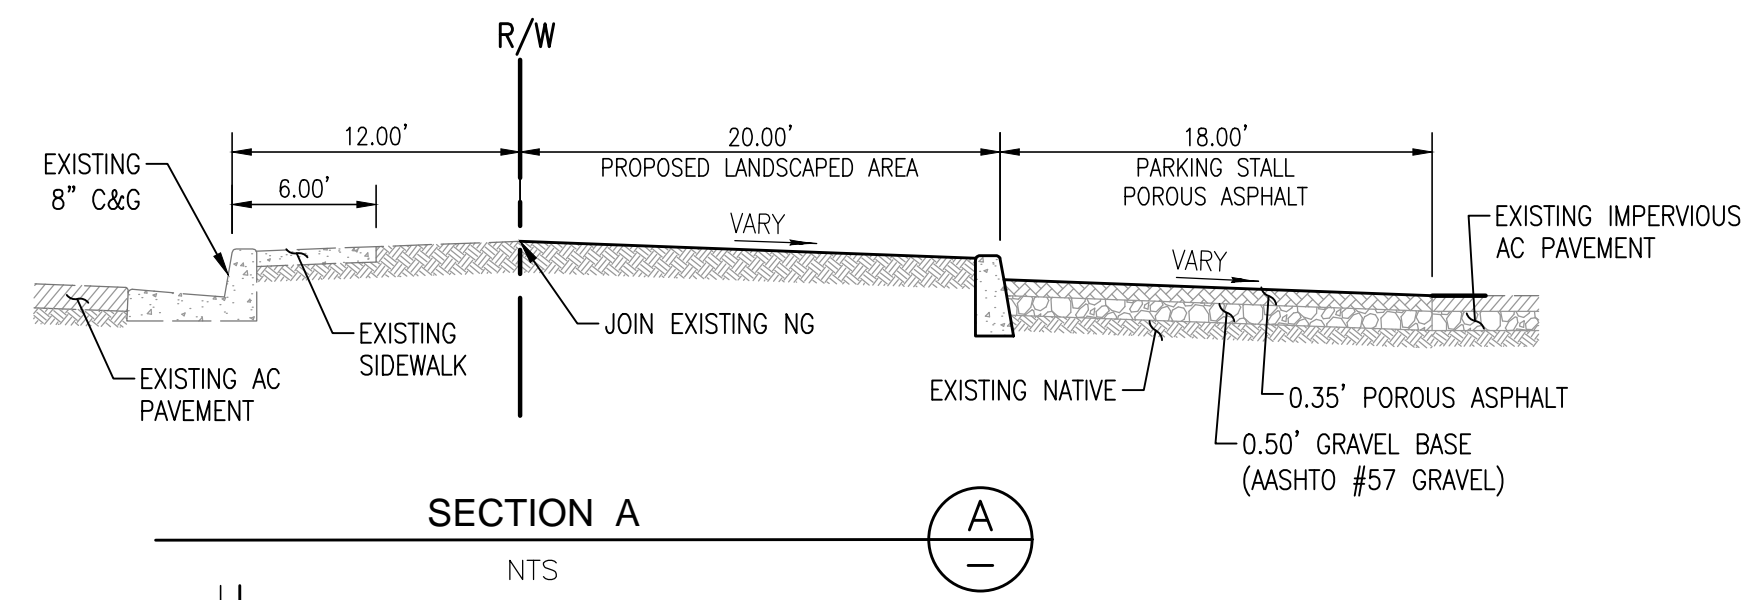 R/W
12.00'
20.00'
18.00'
EXISTING
8" C&G
6.00'
PROPOSED LANDSCAPED AREA
PARKING STALL
POROUS ASPHALT
VARY
VARY
EXISTING IMPERVIOUS
AC PAVEMENT
EXISTING AC
PAVEMENT
EXISTING
SIDEWALK
JOIN EXISTING NG
EXISTING NATIVE
0.35' POROUS ASPHALT
0.50' GRAVEL BASE
(AASHTO #57 GRAVEL)
SECTION A
A
–
NTS